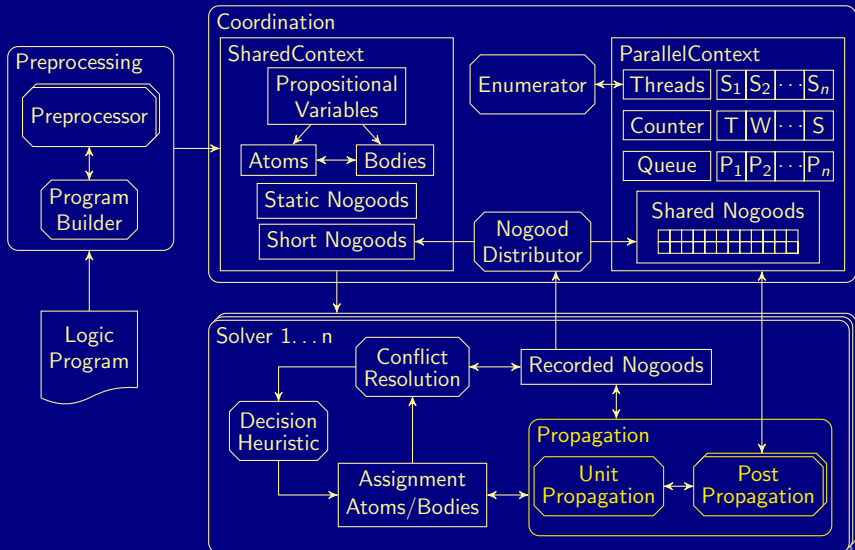 Coordination
Preprocessing
Preprocessor
Program
Builder
Logic
Program
SharedContext
Propositional
Variables
Atoms
Bodies
Static Nogoods
Short Nogoods
Enumerator
Nogood
Distributor
ParallelContext
Threads S1 S2 ··· Sn
Counter T W ··· S
Queue P1 P2 ··· Pn
Shared Nogoods
Solver 1...n
Conflict
Resolution
Recorded Nogoods
Decision
Heuristic
Assignment
Atoms/Bodies
Propagation
Unit
Propagation
Post
Propagation